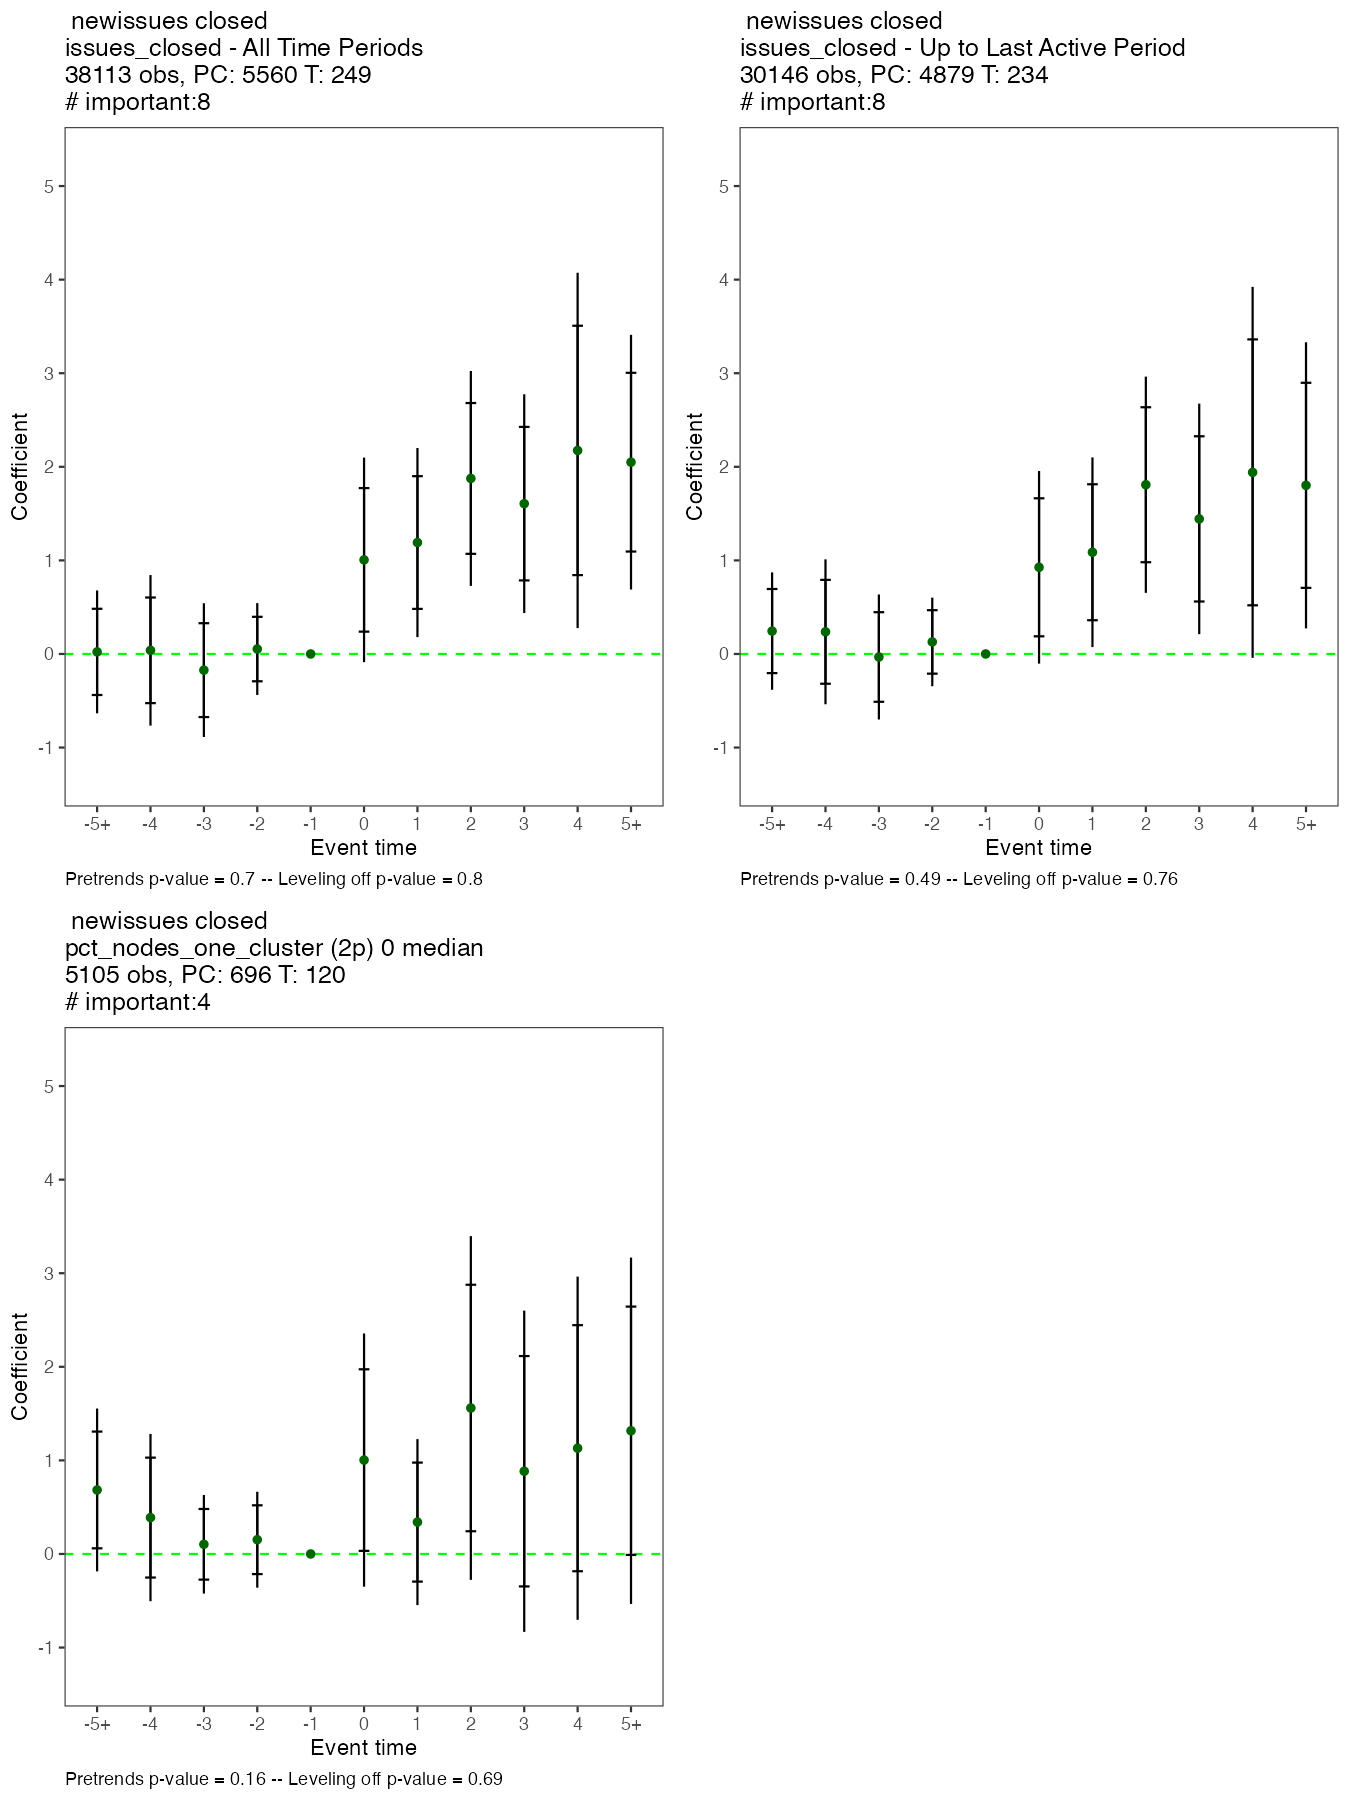 newissues closed
issues_closed - All Time Periods
38113 obs, PC: 5560 T: 249
# important:8
5
4
3
2
1
0
-1
Coefficient
-5+ -4 -3 -2 -1 0 1 2 3 4 5+
Event time
Pretrends p-value = 0.7 -- Leveling off p-value = 0.8
newissues closed
issues_closed - Up to Last Active Period
30146 obs, PC: 4879 T: 234
# important:8
5
4
3
2
1
0
-1
Coefficient
-5+ -4 -3 -2 -1 0 1 2 3 4 5+
Event time
Pretrends p-value = 0.49 -- Leveling off p-value = 0.76
newissues closed
pct_nodes_one_cluster (2p) 0 median
5105 obs, PC: 696 T: 120
# important:4
5
4
3
2
1
0
-1
Coefficient
-5+ -4 -3 -2 -1 0 1 2 3 4 5+
Event time
Pretrends p-value = 0.16 -- Leveling off p-value = 0.69